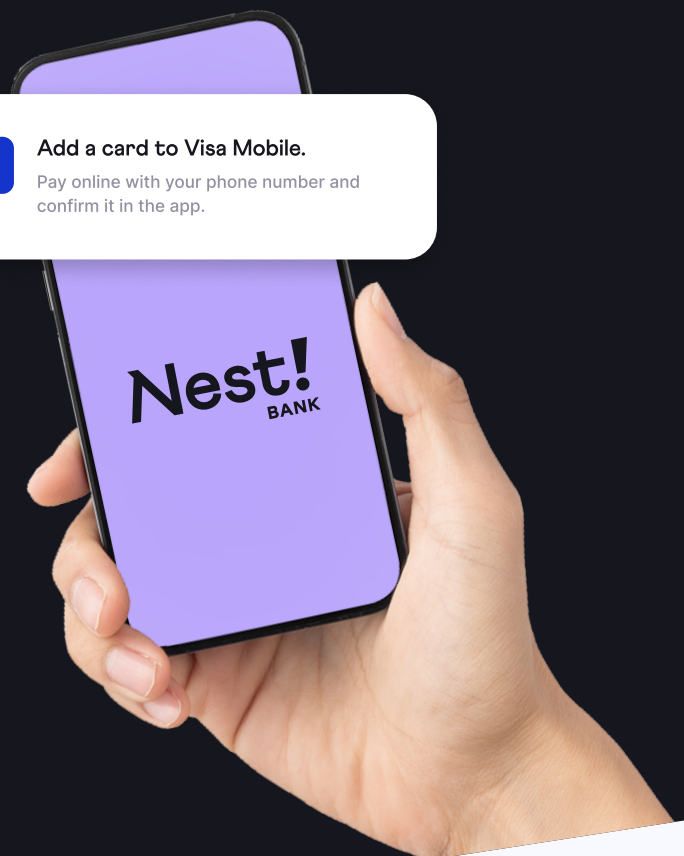 Add a card to Visa Mobile.
Pay online with your phone number and
confirm it in the app.
Nest!
BANK